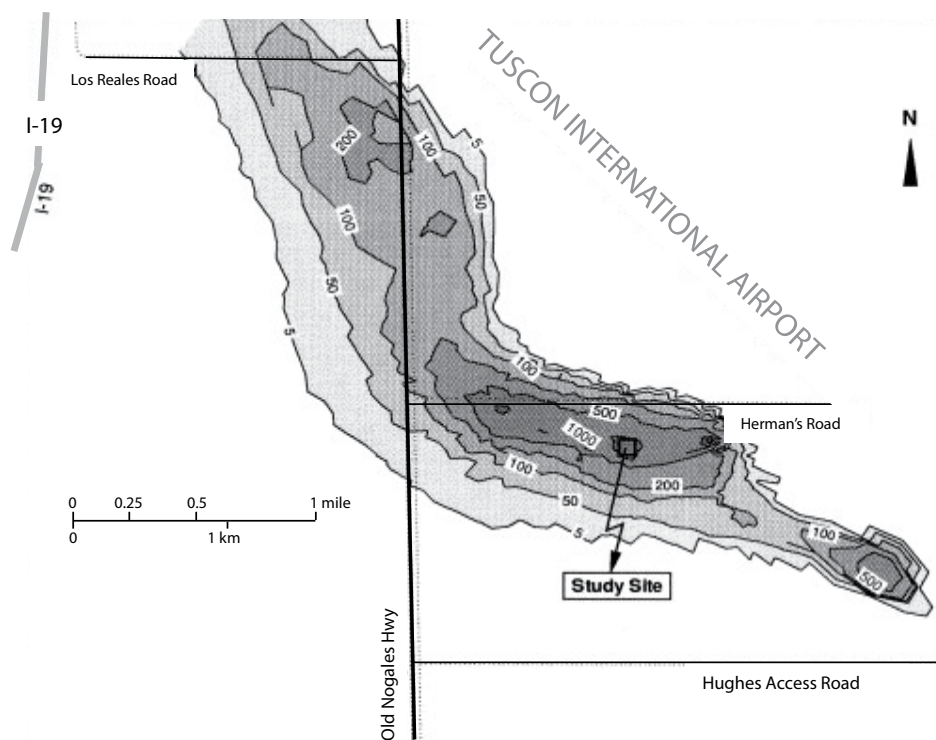 TUSCON INTERNATIONAL AIRPORT
Los Reales Road
I-19
I-19
N
200
100
5
50
100
50
5
100
500
Herman's Road
1000
100
200
50
5
100
500
0 0.25 0.5 1 mile
0 1 km
Study Site
Old Nogales Hwy
Hughes Access Road